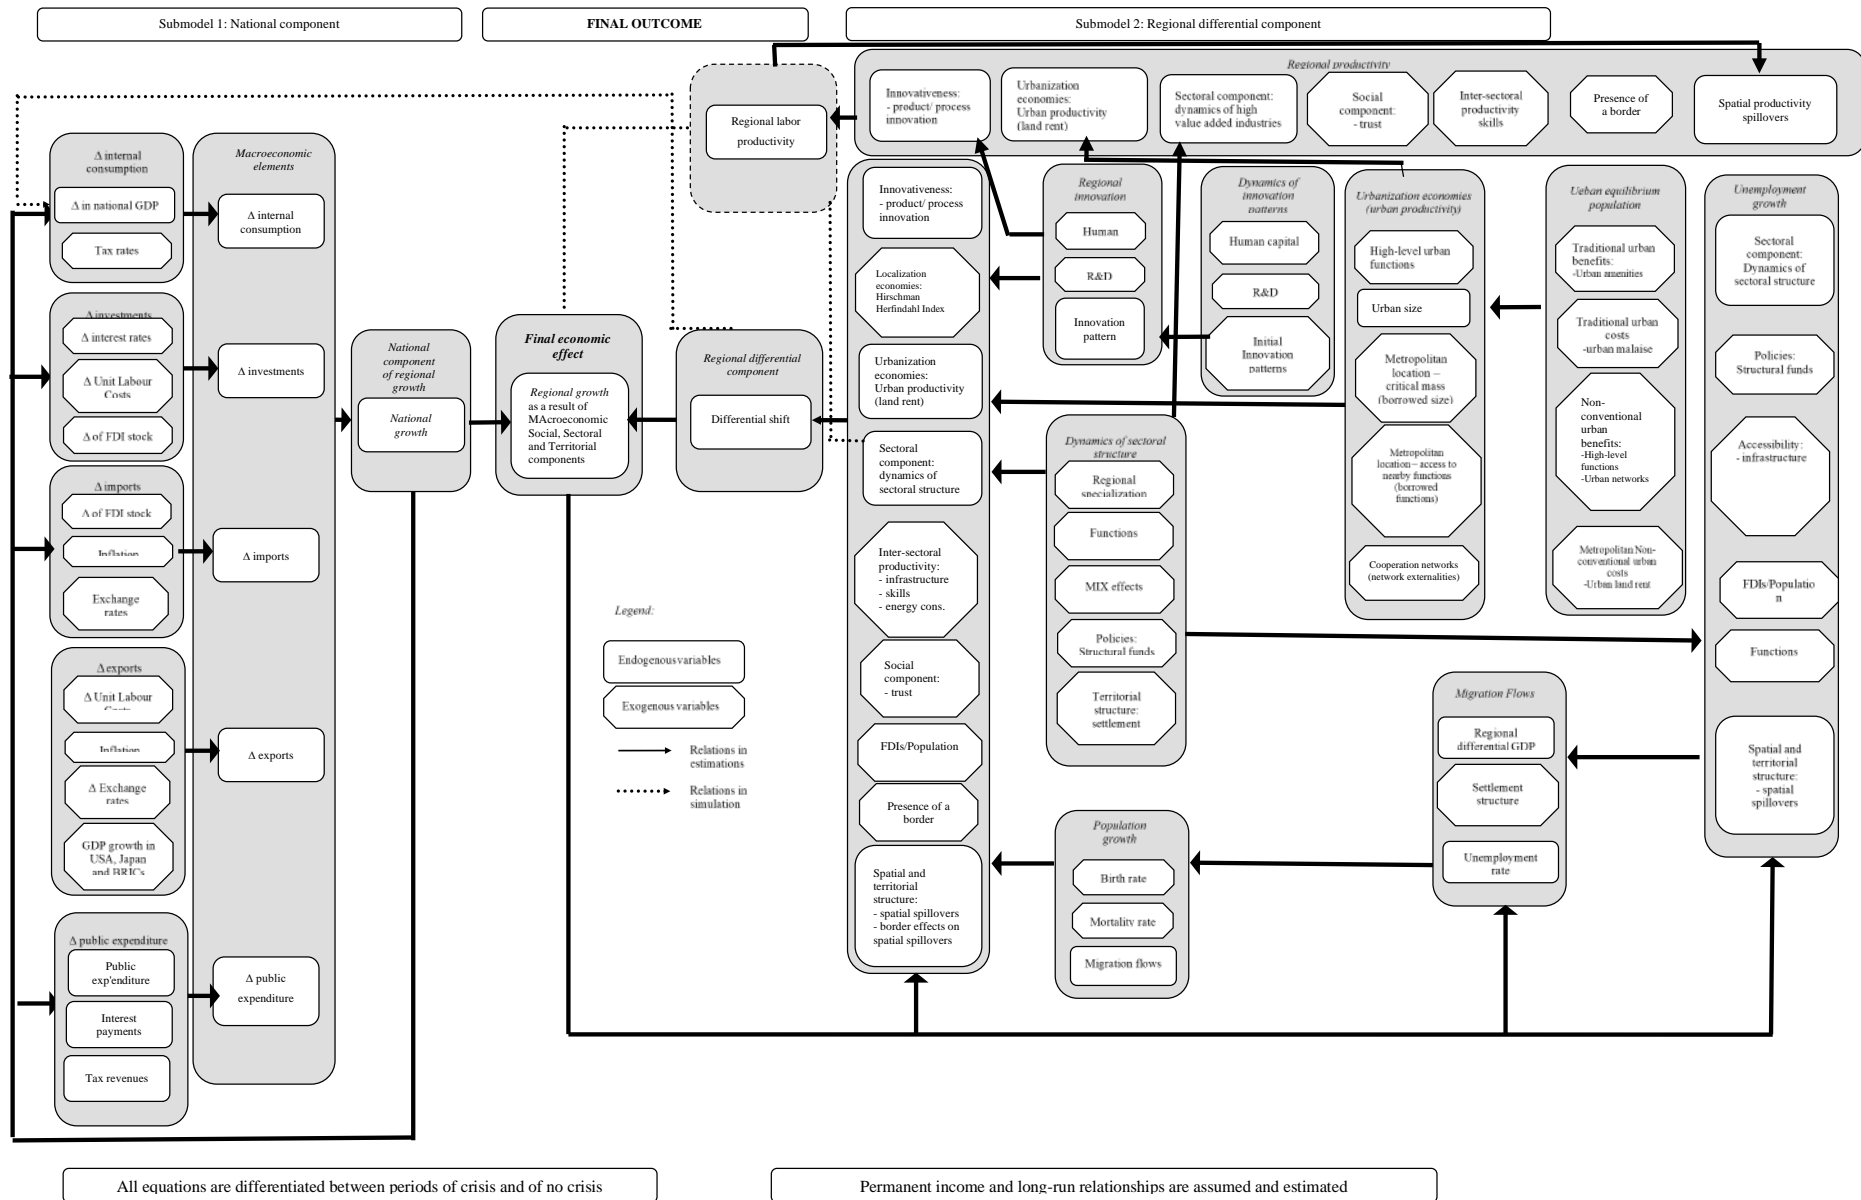 Submodel 1: National component
FINAL OUTCOME
Submodel 2: Regional differential component
Regional productivity
Innovativeness:
- product/ process
innovation
Urbanization
economies:
Urban productivity
(land rent)
Sectoral component:
dynamics of high
value added industries
Social
component:
- trust
Inter-sectoral
productivity
skills
Presence of
a border
Spatial productivity
spillovers
Regional labor
productivity
Δ internal
consumption
Δ in national GDP
Tax rates
Δ investments
Δ interest rates
Δ Unit Labour
Costs
Δ of FDI stock
Δ imports
Δ of FDI stock
Inflation
Exchange
rates
Δ exports
Δ Unit Labour
Costs
Inflation
Δ Exchange
rates
GDP growth in
USA, Japan
and BRICs
Δ public expenditure
Public
exp'enditure
Interest
payments
Tax revenues
Macroeconomic
elements
Δ internal
consumption
Δ investments
Δ imports
Δ exports
Δ public
expenditure
National
component
of regional
growth
National
growth
Final economic
effect
Regional growth
as a result of
MAcroeconomic
Social, Sectoral
and Territorial
components
Regional differential
component
Differential shift
Legend:
Endogenous variables
Exogenous variables
Relations in
estimations
Relations in
simulation
Innovativeness:
- product/ process
innovation
Localization
economies:
Hirschman
Herfindahl Index
Urbanization
economies:
Urban productivity
(land rent)
Sectoral
component:
dynamics of
sectoral structure
Inter-sectoral
productivity:
- infrastructure
- skills
- energy cons.
Social
component:
- trust
FDIs/Population
Presence of a
border
Spatial and
territorial
structure:
- spatial spillovers
- border effects on
spatial spillovers
Regional
innovation
Human
R&D
Innovation
pattern
Dynamics of
innovation
patterns
Human capital
R&D
Initial
Innovation
patterns
Dynamics of sectoral
structure
Regional
specialization
Functions
MIX effects
Policies:
Structural funds
Territorial
structure:
settlement
Population
growth
Birth rate
Mortality rate
Migration flows
Urbanization economies
(urban productivity)
High-level urban
functions
Urban size
Metropolitan
location –
critical mass
(borrowed size)
Metropolitan
location – access to
nearby functions
(borrowed
functions)
Cooperation networks
(network externalities)
Migration Flows
Regional
differential GDP
Settlement
structure
Unemployment
rate
Ueban equilibrium
population
Traditional urban
benefits:
-Urban amenities
Traditional urban
costs
-urban malaise
Non-
conventional
urban
benefits:
-High-level
functions
-Urban networks
Metropolitan Non-
conventional urban
costs
-Urban land rent
Unemployment
growth
Sectoral
component:
Dynamics of
sectoral structure
Policies:
Structural funds
Accessibility:
- infrastructure
FDIs/Populatio
n
Functions
Spatial and
territorial
structure:
- spatial
spillovers
All equations are differentiated between periods of crisis and of no crisis
Permanent income and long-run relationships are assumed and estimated